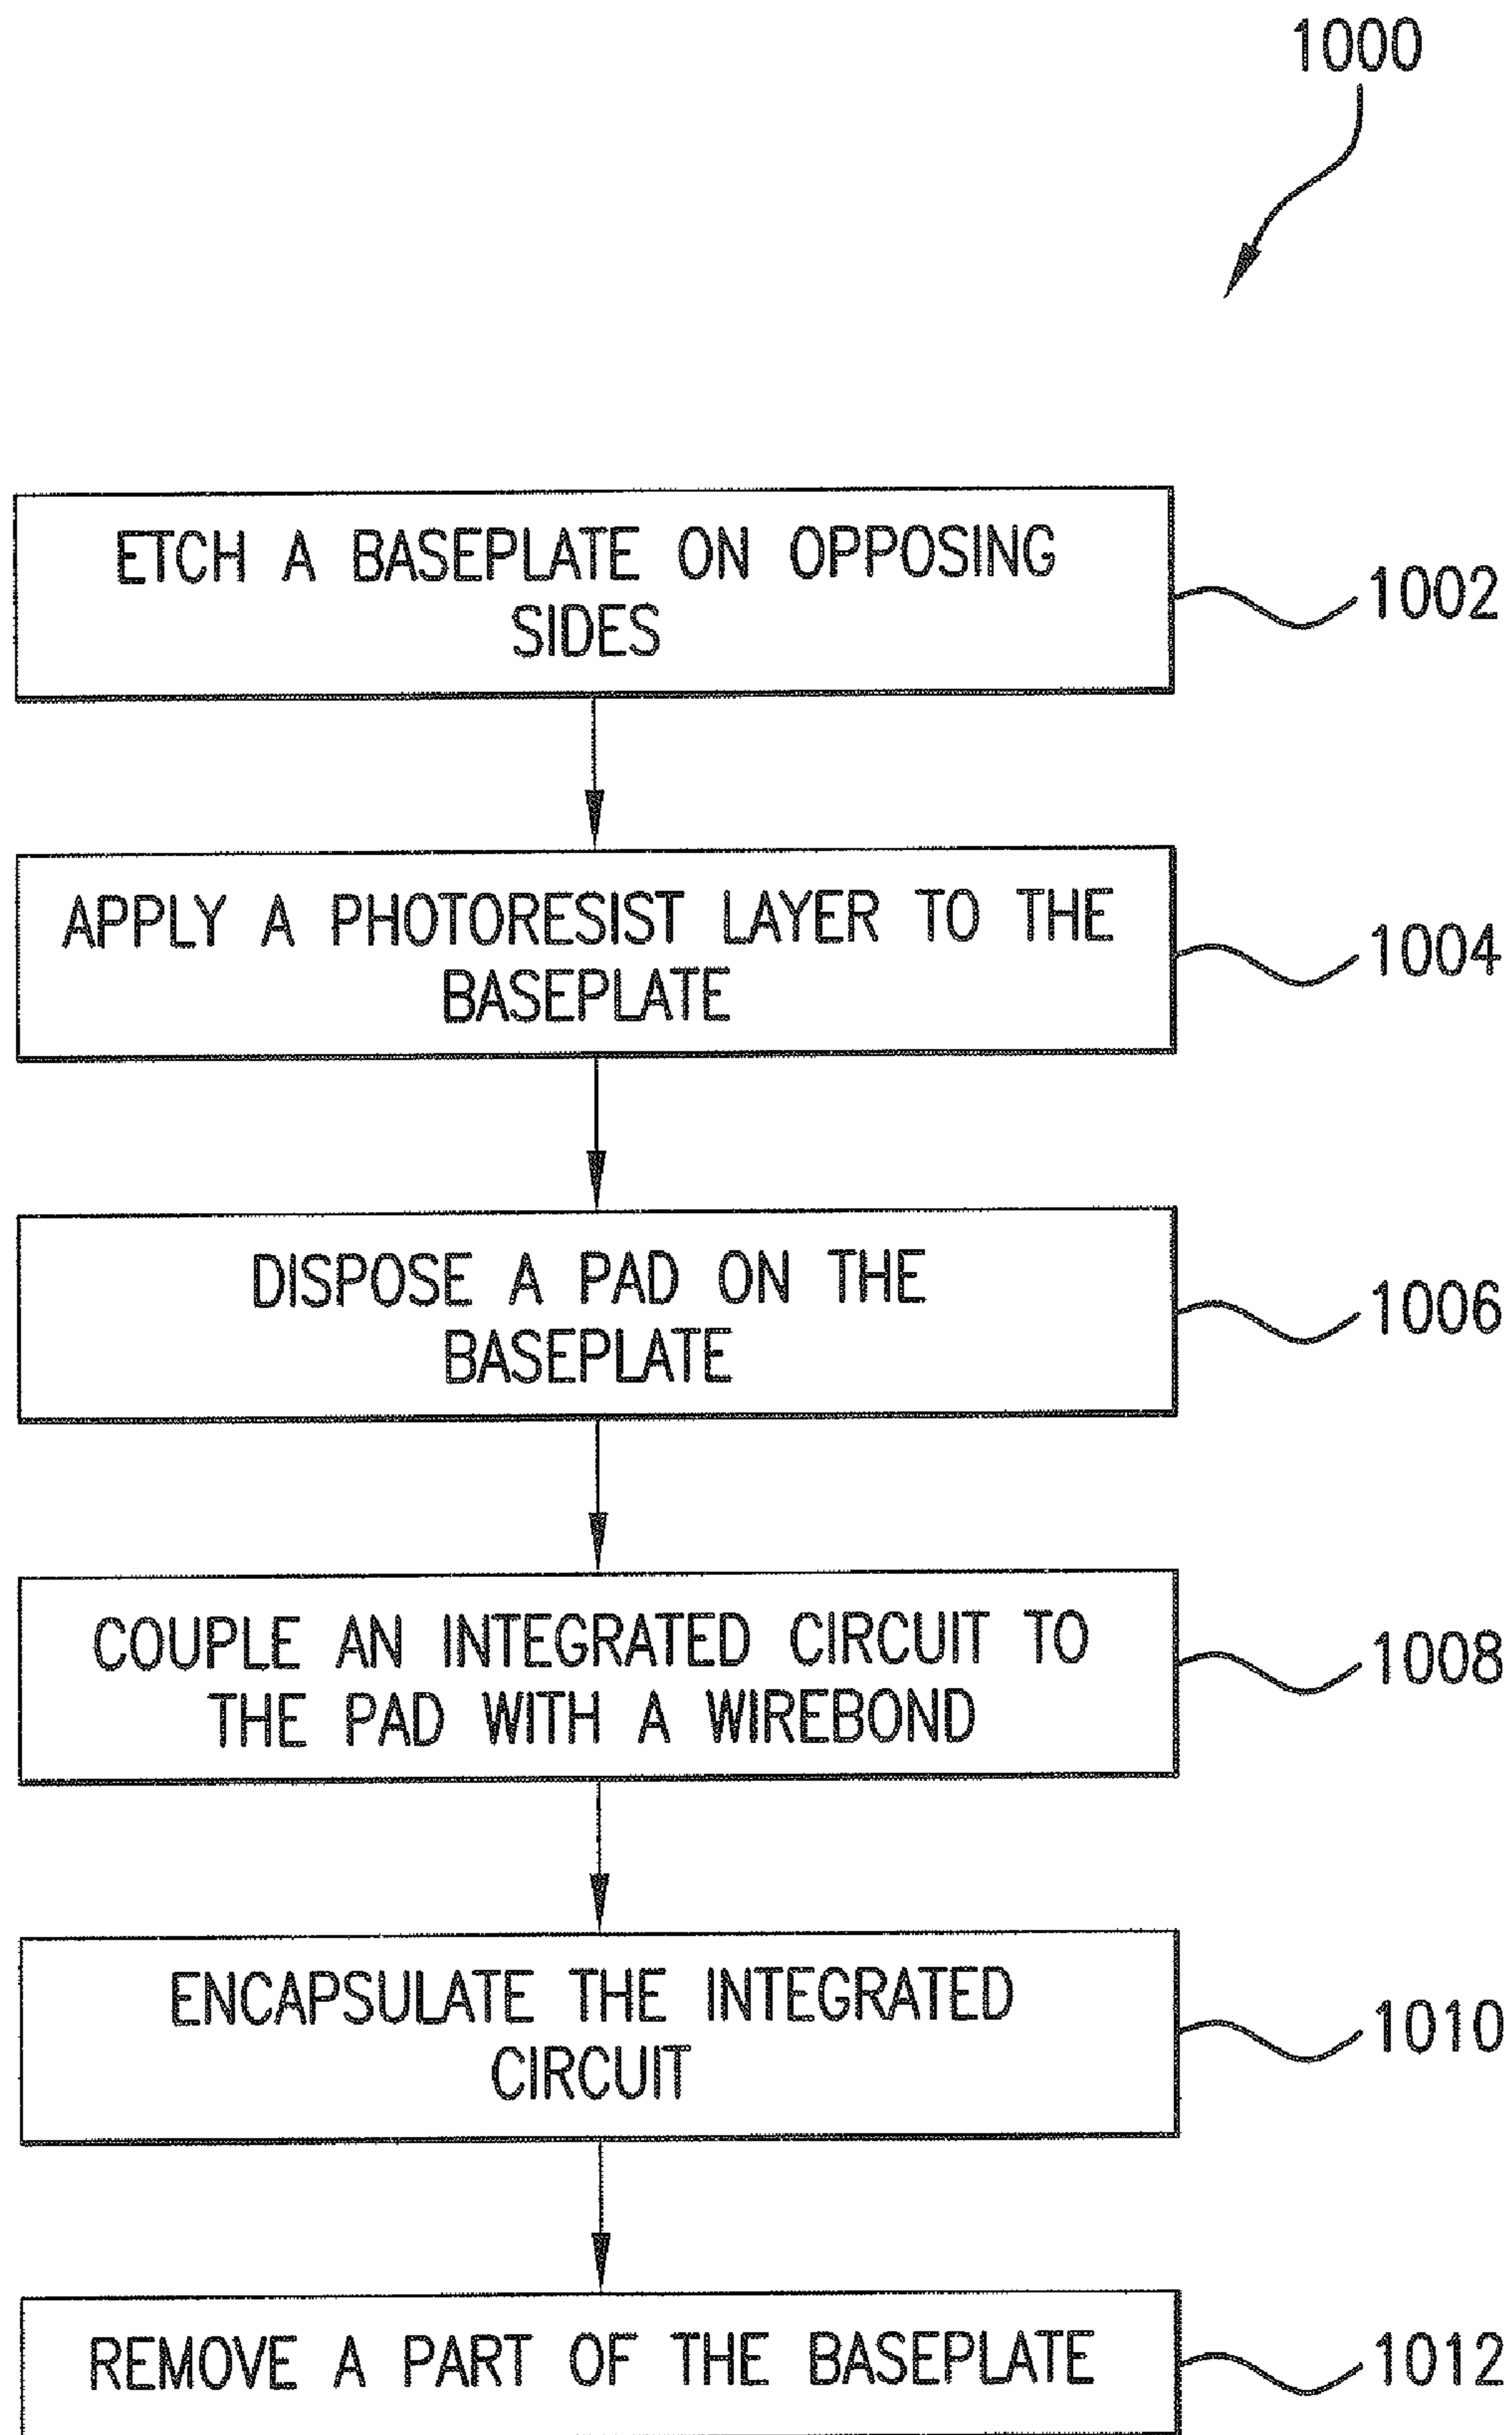 1000
ETCH A BASEPLATE ON OPPOSING
SIDES
1002
APPLY A PHOTORESIST LAYER TO THE
BASEPLATE
1004
DISPOSE A PAD ON THE
BASEPLATE
1006
COUPLE AN INTEGRATED CIRCUIT TO
THE PAD WITH A WIREBOND
1008
ENCAPSULATE THE INTEGRATED
CIRCUIT
1010
REMOVE A PART OF THE BASEPLATE
1012